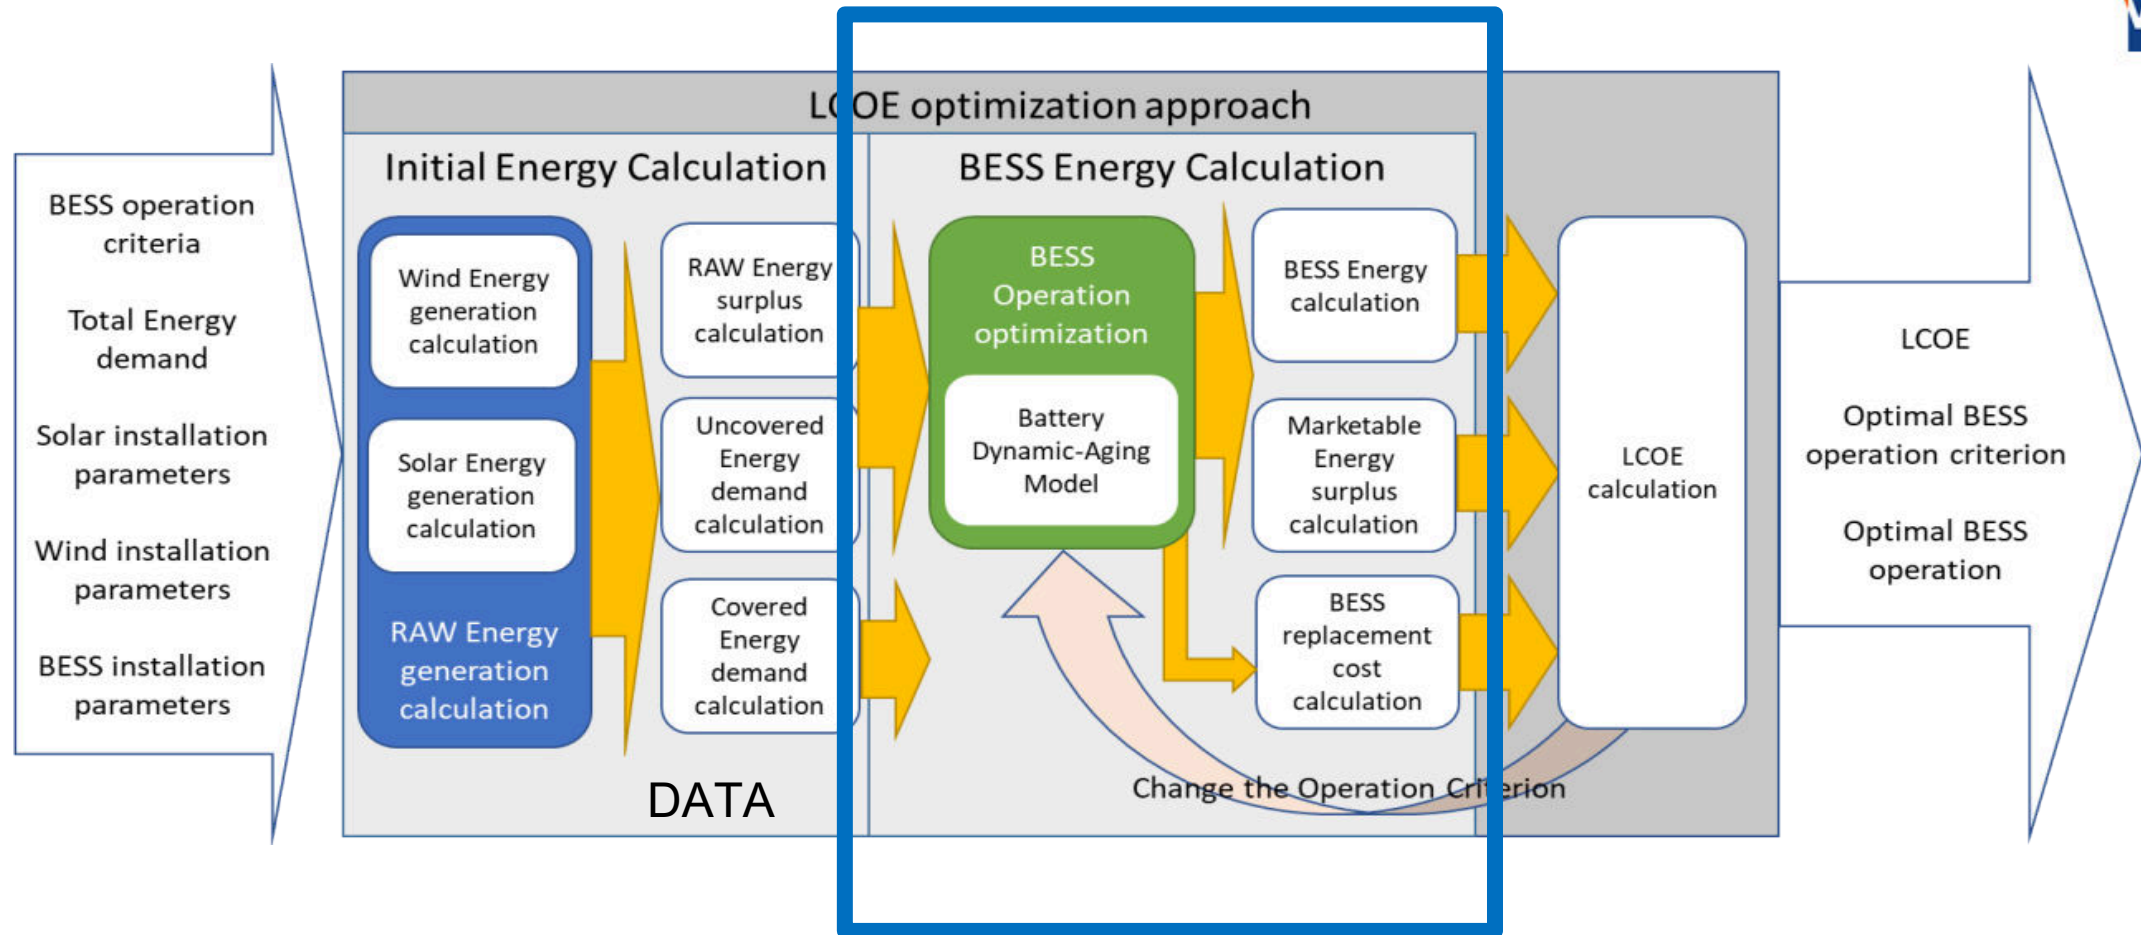 LCOE optimization approach
BESS operation
criteria
Total Energy
demand
Solar installation
parameters
Wind installation
parameters
BESS installation
parameters
Initial Energy Calculation
Wind Energy
generation
calculation
Solar Energy
generation
calculation
RAW Energy
generation
calculation
RAW Energy
surplus
calculation
Uncovered
Energy
demand
calculation
Covered
Energy
demand
calculation
DATA
BESS Energy Calculation
BESS
Operation
optimization
Battery
Dynamic-Aging
Model
BESS Energy
calculation
Marketable
Energy
surplus
calculation
BESS
replacement
cost
calculation
Change the Operation Criterion
LCOE
calculation
LCOE
Optimal BESS
operation criterion
Optimal BESS
operation